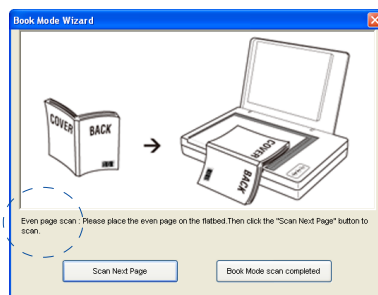 Book Mode Wizard
COVER BACK
COVER
BACK
Even page scan : Please place the even page on the flatbed.Then click the "Scan Next Page" button to
scan.
Scan Next Page Book Mode scan completed